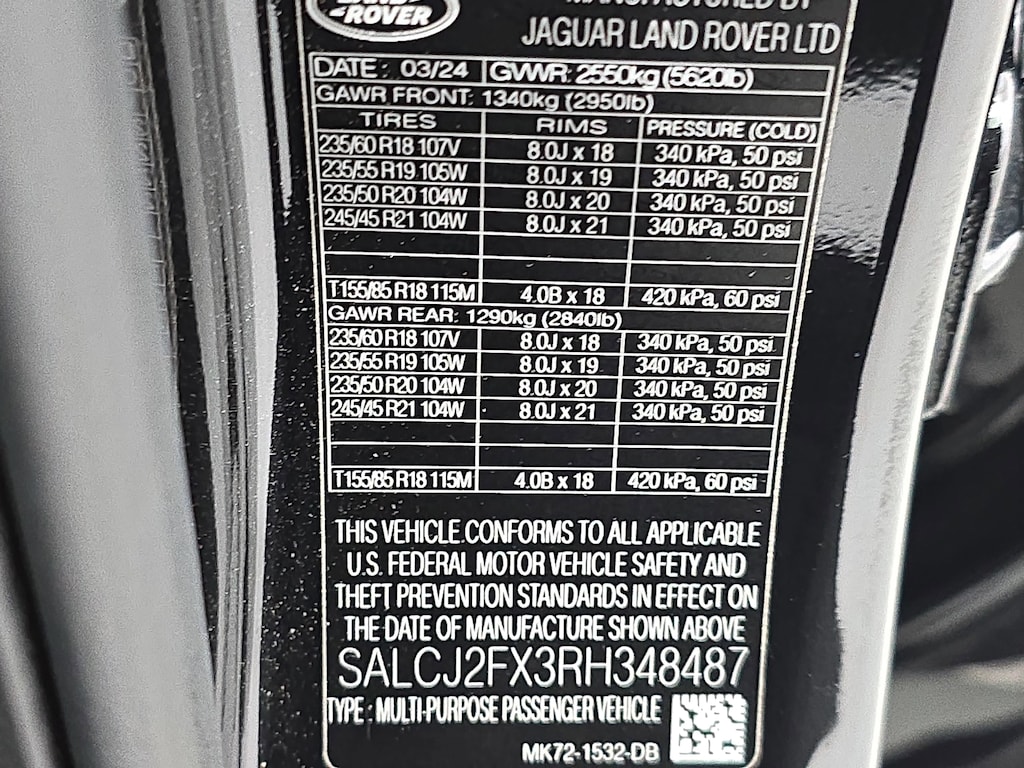 LAND
ROVER
MANUFACTURED BY
JAGUAR LAND ROVER LTD
DATE: 03/24 GVWR: 2550kg (5620lb)
GAWR FRONT: 1340kg (2950lb)
TIRES RIMS PRESSURE (COLD)
235/60 R18 107V 8.0J x 18 340 kPa, 50 psi
235/55 R19 105W 8.0J x 19 340 kPa, 50 psi
235/50 R20 104W 8.0J x 20 340 kPa, 50 psi
245/45 R21 104W 8.0J x 21 340 kPa, 50 psi
T155/85 R18 115M 4.0B x 18 420 kPa, 60 psi
GAWR REAR: 1290kg (2840lb)
235/60 R18 107V 8.0J x 18 340 kPa, 50 psi
235/55 R19 105W 8.0J x 19 340 kPa, 50 psi
235/50 R20 104W 8.0J x 20 340 kPa, 50 psi
245/45 R21 104W 8.0J x 21 340 kPa, 50 psi
T155/85 R18 115M 4.0B x 18 420 kPa, 60 psi
THIS VEHICLE CONFORMS TO ALL APPLICABLE
U.S. FEDERAL MOTOR VEHICLE SAFETY AND
THEFT PREVENTION STANDARDS IN EFFECT ON
THE DATE OF MANUFACTURE SHOWN ABOVE
SALCJ2FX3RH348487
TYPE : MULTI-PURPOSE PASSENGER VEHICLE
MK72-1532-DB